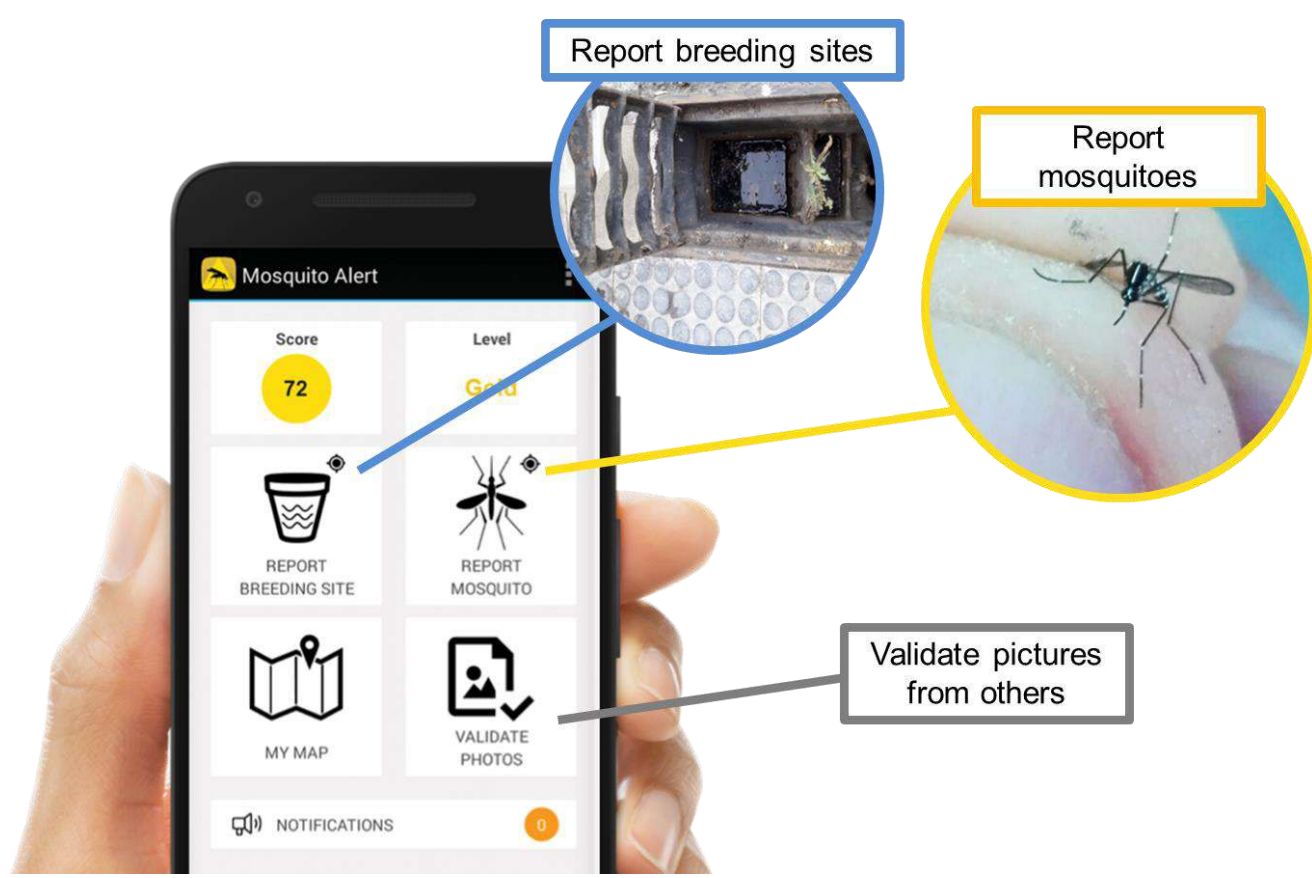 Report breeding sites
Report
mosquitoes
Mosquito Alert
Score
72
Level
Gold
REPORT
BREEDING SITE
REPORT
MOSQUITO
Validate pictures
from others
MY MAP
VALIDATE
PHOTOS
NOTIFICATIONS
0